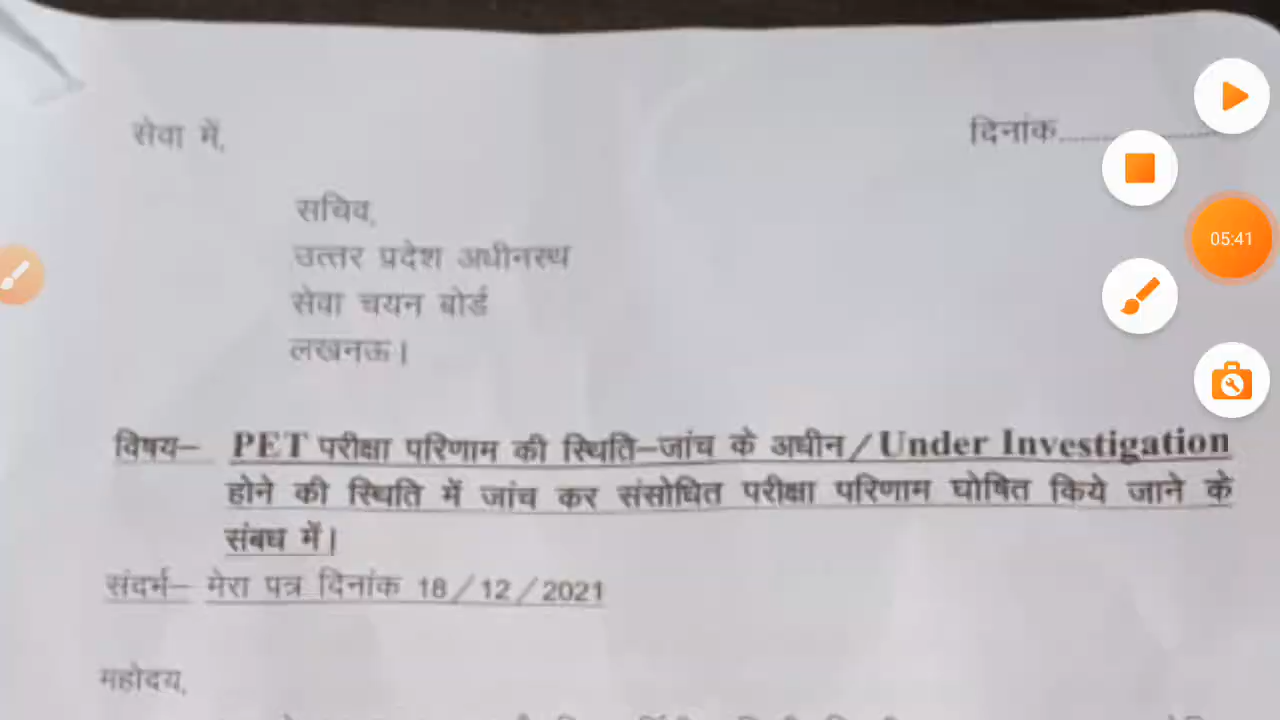 सेवा में,
दिनांक....................
सचिव,
उत्तर प्रदेश अधीनस्थ
सेवा चयन बोर्ड
लखनऊ।
05:41
विषय– PET परीक्षा परिणाम की स्थिति–जांच के अधीन/Under Investigation
होने की स्थिति में जांच कर संसोधित परीक्षा परिणाम घोषित किये जाने के
संबध में।
संदर्भ– मेरा पत्र दिनांक 18/12/2021
महोदय,